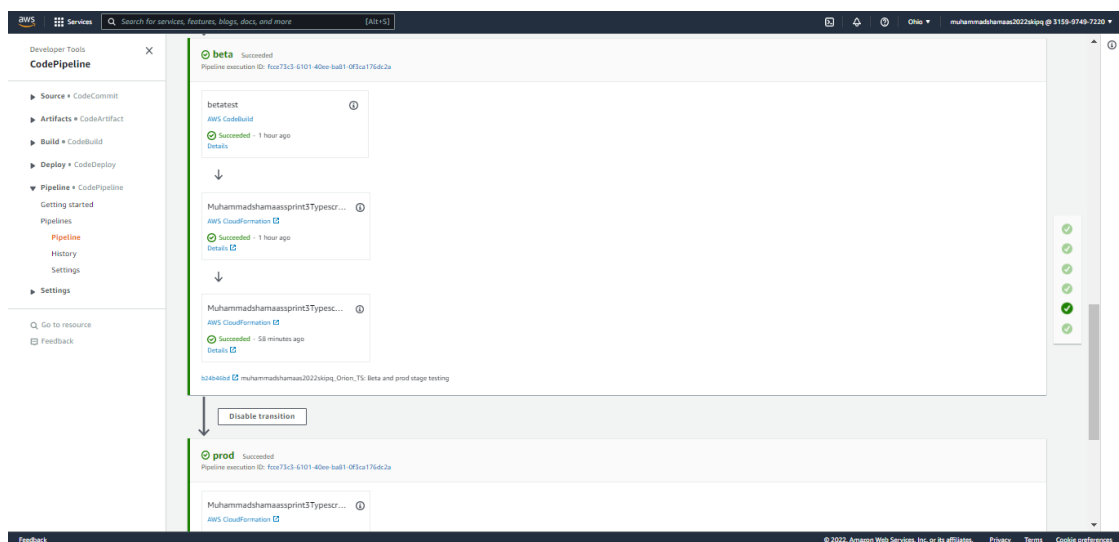 aws
Services
Search for services, features, blogs, docs, and more
[Alt+S]
Ohio
muhammadshamaas2022skipq @ 3159-9749-7220
Developer Tools
CodePipeline
Source • CodeCommit
Artifacts • CodeArtifact
Build • CodeBuild
Deploy • CodeDeploy
Pipeline • CodePipeline
Getting started
Pipelines
Pipeline
History
Settings
Settings
Go to resource
Feedback
beta Succeeded
Pipeline execution ID: fcce73c3-6101-40ee-ba81-0f3ca176dc2a
betatest
AWS CodeBuild
Succeeded - 1 hour ago
Details
Muhammadshamaassprint3Typescr...
AWS CloudFormation
Succeeded - 1 hour ago
Details
Muhammadshamaassprint3Typesc...
AWS CloudFormation
Succeeded - 58 minutes ago
Details
b24b46bd muhammadshamaas2022skipq_Orion_TS: Beta and prod stage testing
Disable transition
prod Succeeded
Pipeline execution ID: fcce73c3-6101-40ee-ba81-0f3ca176dc2a
Muhammadshamaassprint3Typescr...
AWS CloudFormation
Feedback
© 2022, Amazon Web Services, Inc. or its affiliates.
Privacy
Terms
Cookie preferences